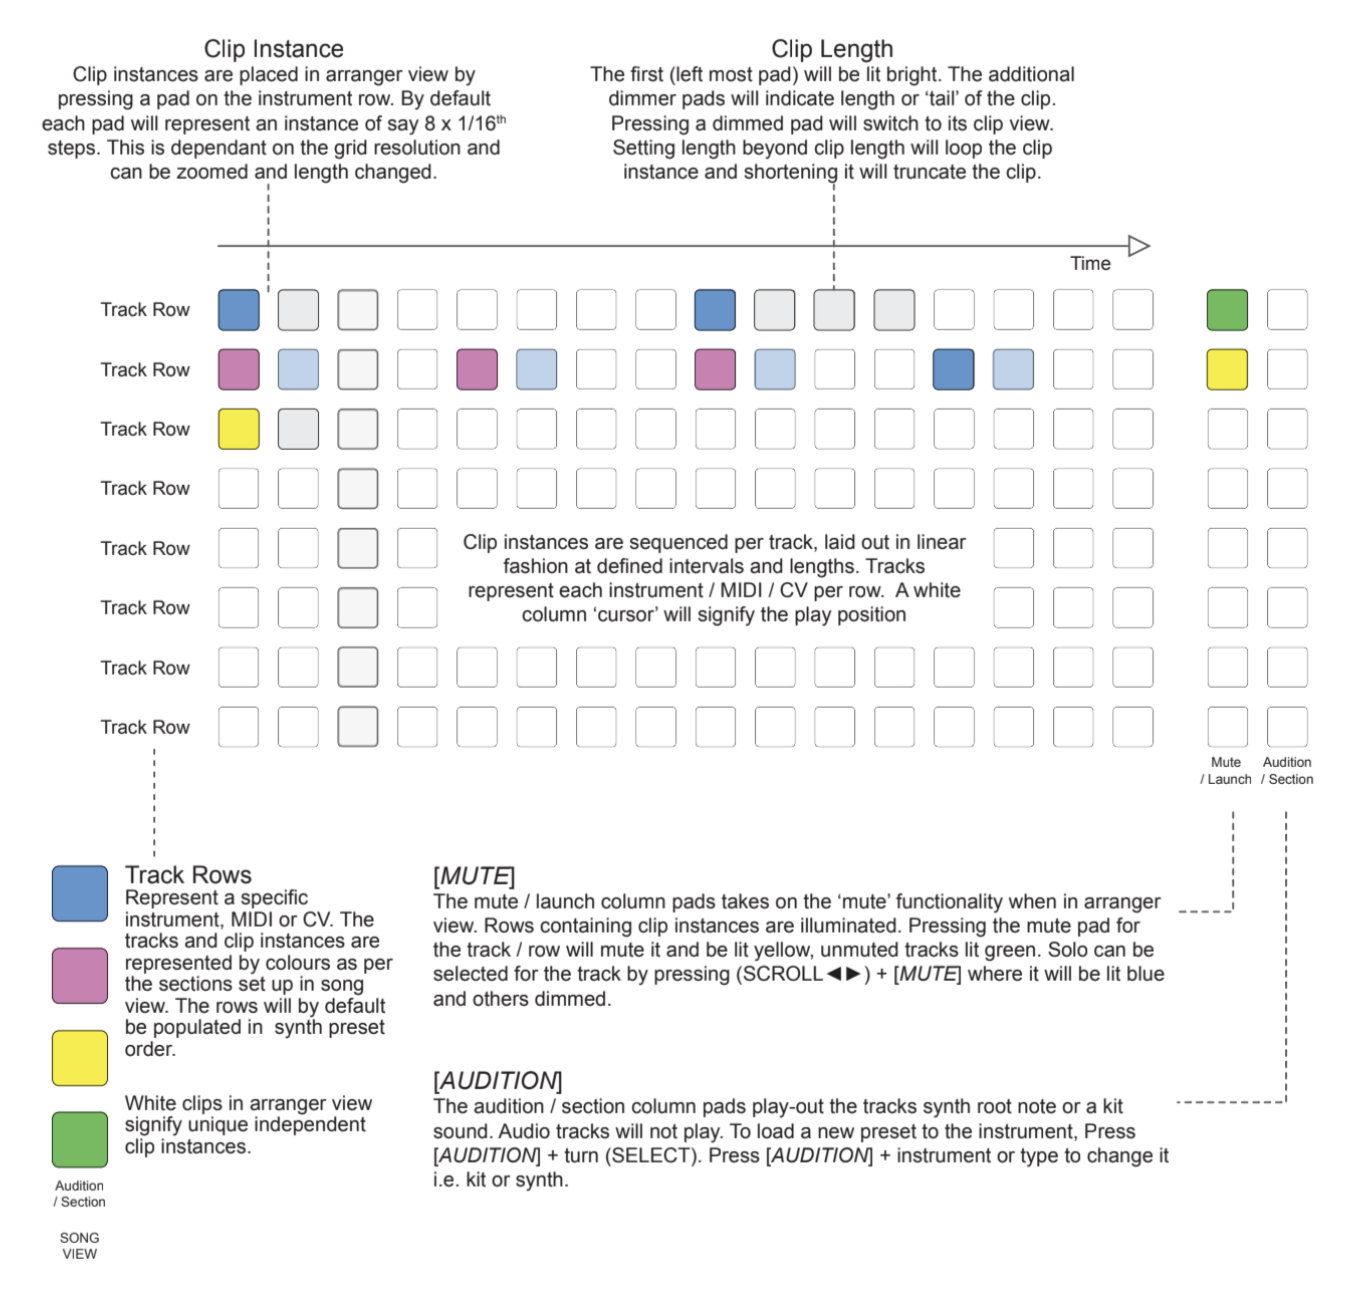 Clip Instance
Clip instances are placed in arranger view by
pressing a pad on the instrument row. By default
each pad will represent an instance of say 8 x 1/16th
steps. This is dependant on the grid resolution and
can be zoomed and length changed.
Clip Length
The first (left most pad) will be lit bright. The additional
dimmer pads will indicate length or ‘tail’ of the clip.
Pressing a dimmed pad will switch to its clip view.
Setting length beyond clip length will loop the clip
instance and shortening it will truncate the clip.
Time
Track Row
Track Row
Track Row
Track Row
Track Row
Track Row
Track Row
Track Row
Clip instances are sequenced per track, laid out in linear
fashion at defined intervals and lengths. Tracks
represent each instrument / MIDI / CV per row.  A white
column ‘cursor’ will signify the play position
Mute
/ Launch
Audition
/ Section
Track Rows
Represent a specific
instrument, MIDI or CV. The
tracks and clip instances are
represented by colours as per
the sections set up in song
view. The rows will by default
be populated in  synth preset
order.
White clips in arranger view
signify unique independent
clip instances.
Audition
/ Section
SONG
VIEW
[MUTE]
The mute / launch column pads takes on the ‘mute’ functionality when in arranger
view. Rows containing clip instances are illuminated. Pressing the mute pad for
the track / row will mute it and be lit yellow, unmuted tracks lit green. Solo can be
selected for the track by pressing (SCROLL◄►) + [MUTE] where it will be lit blue
and others dimmed.
[AUDITION]
The audition / section column pads play-out the tracks synth root note or a kit
sound. Audio tracks will not play. To load a new preset to the instrument, Press
[AUDITION] + turn (SELECT). Press [AUDITION] + instrument or type to change it
i.e. kit or synth.